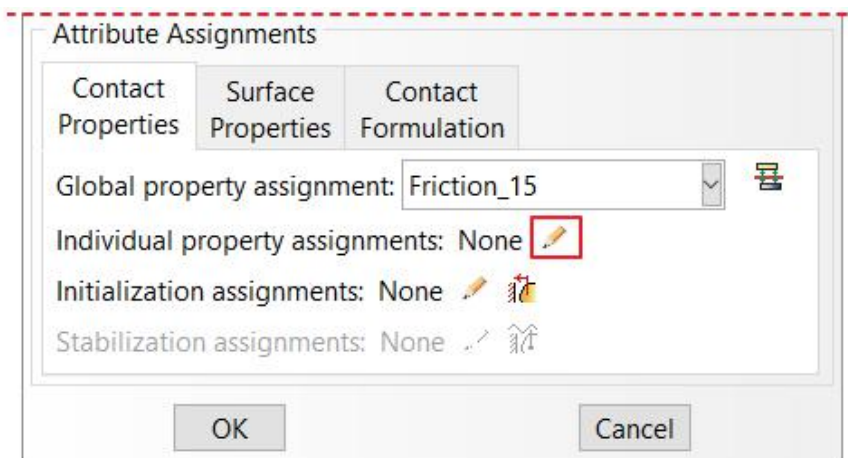 Attribute Assignments
Contact Properties
Surface Properties
Contact Formulation
Global property assignment: Friction_15
Individual property assignments: None
Initialization assignments: None
Stabilization assignments: None
OK
Cancel